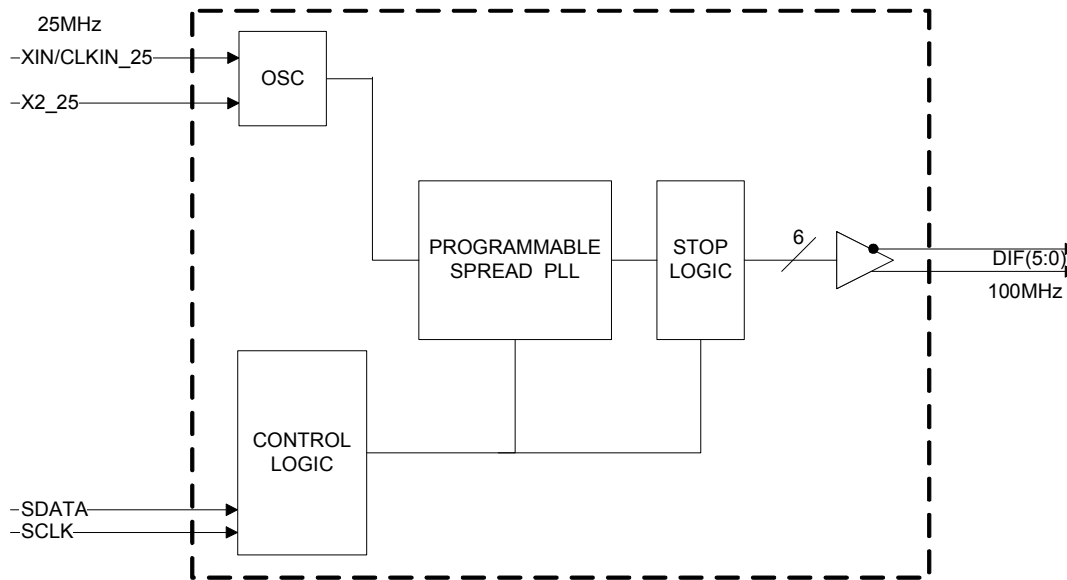 25MHz
XIN/CLKIN_25
X2_25
OSC
PROGRAMMABLE
SPREAD PLL
STOP
LOGIC
6
DIF(5:0)
100MHz
CONTROL
LOGIC
SDATA
SCLK